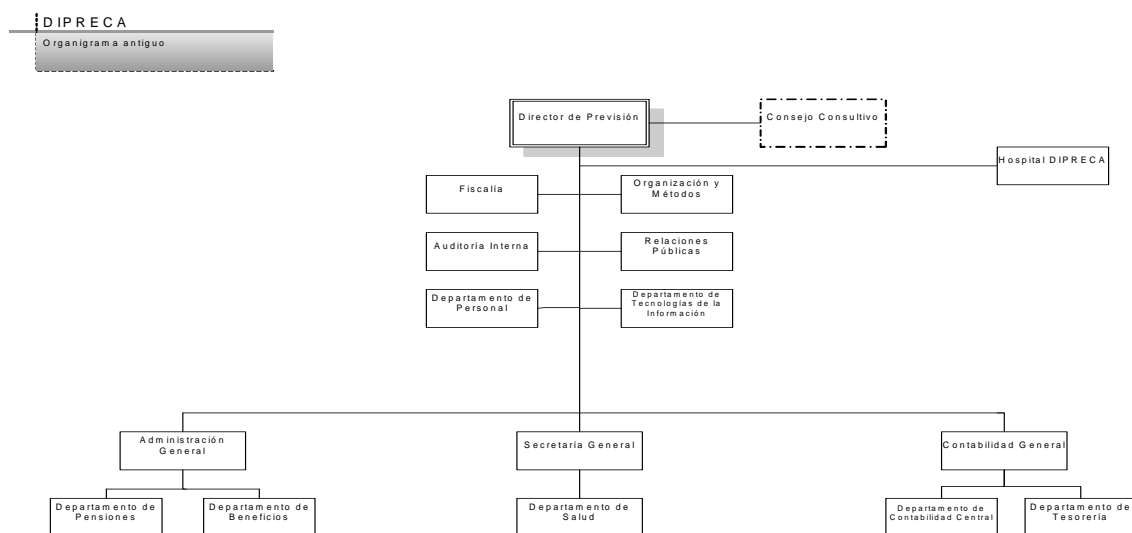 DIPRECA
Organigrama antiguo
Director de Previsión
Consejo Consultivo
Hospital DIPRECA
Fiscalía
Organización y
Métodos
Auditoría Interna
Relaciones
Públicas
Departamento de
Personal
Departamento de
Tecnologías de la
Información
Administración
General
Secretaría General
Contabilidad General
Departamento de
Pensiones
Departamento de
Beneficios
Departamento de
Salud
Departamento de
Contabilidad Central
Departamento de
Tesorería